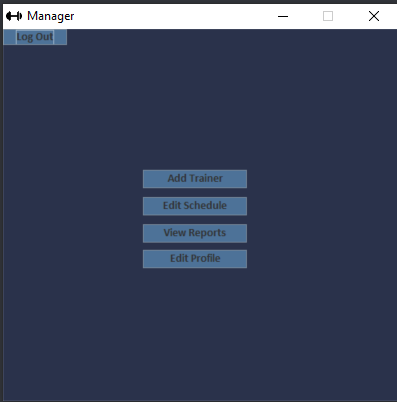 Manager
Log Out
Add Trainer
Edit Schedule
View Reports
Edit Profile